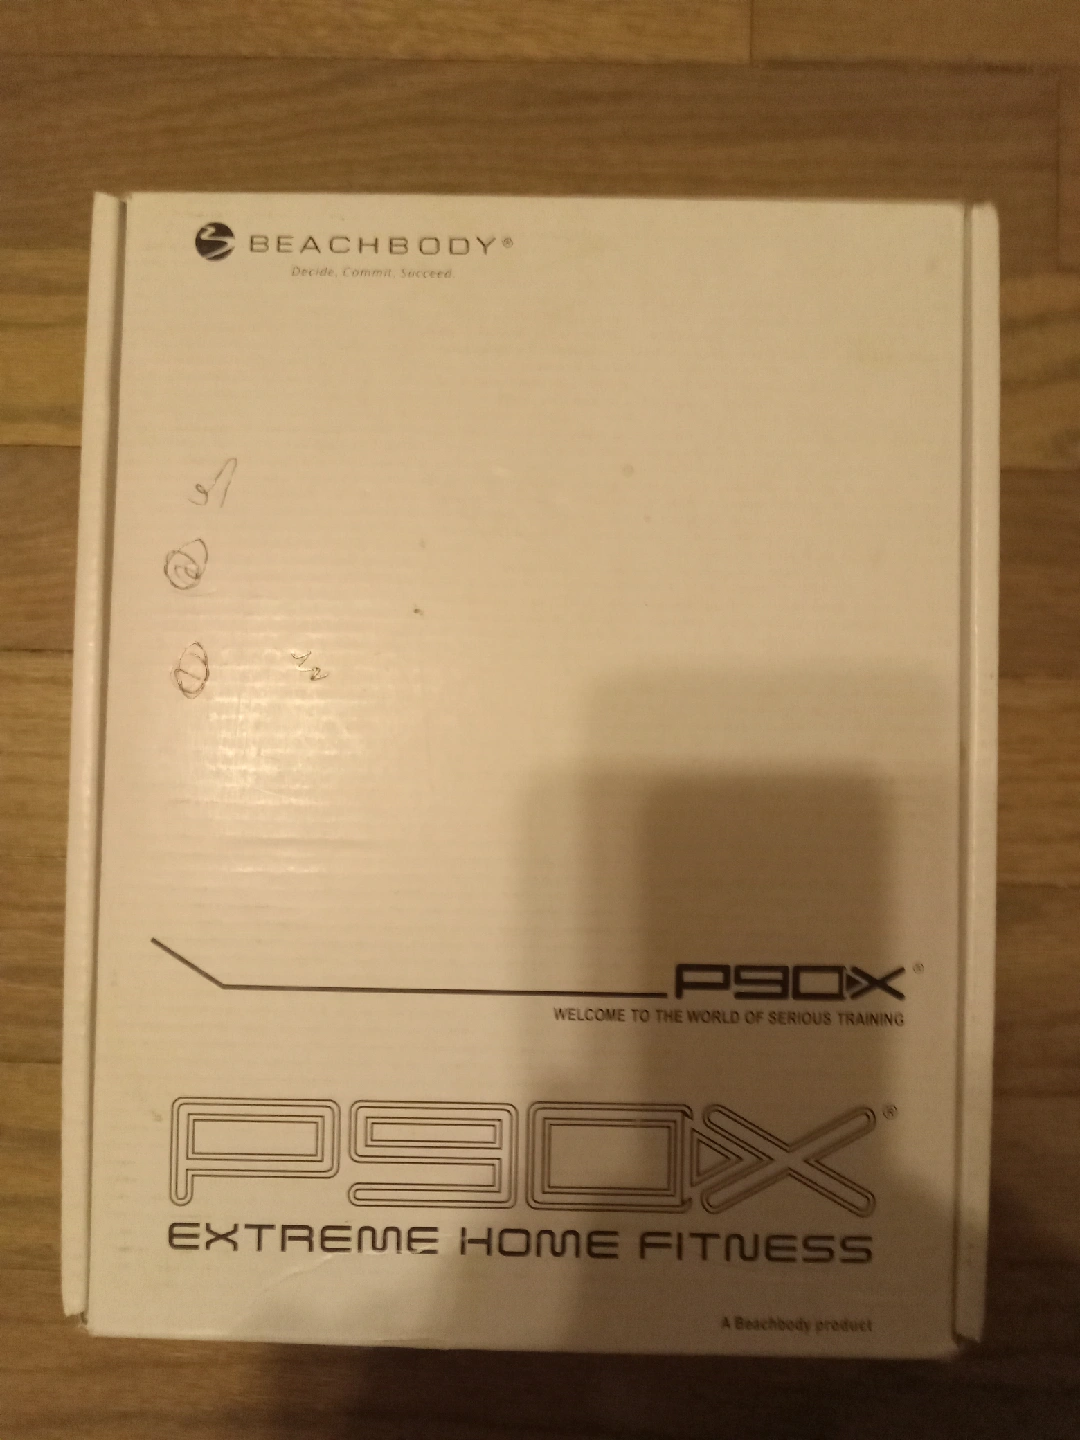 BEACHBODY®
Decide. Commit. Succeed.
P90X®
WELCOME TO THE WORLD OF SERIOUS TRAINING
P90X®
EXTREME HOME FITNESS
A Beachbody product